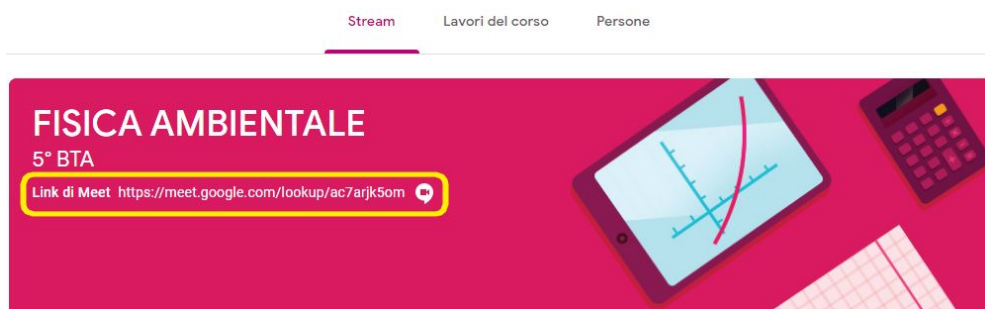 Stream Lavori del corso Persone
FISICA AMBIENTALE
5° BTA
Link di Meet https://meet.google.com/lookup/ac7arjk5om